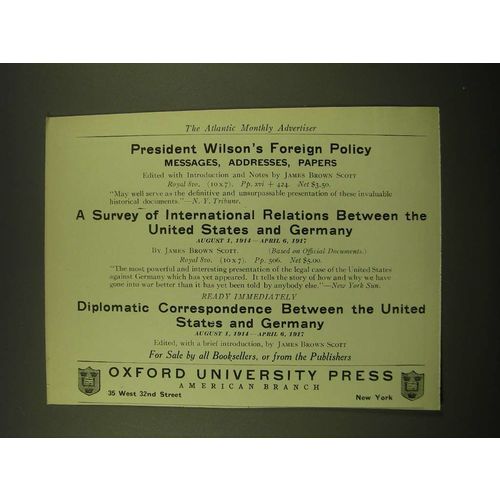 The Atlantic Monthly Advertiser
President Wilson's Foreign Policy
MESSAGES, ADDRESSES, PAPERS
Edited with Introduction and Notes by JAMES BROWN SCOTT
Royal 8vo. (10 x 7). Pp. xvi + 424. Net $3.50.
"May well serve as the definitive and unsurpassable presentation of these invaluable
historical documents."—N. Y. Tribune.
A Survey of International Relations Between the
United States and Germany
AUGUST 1, 1914—APRIL 6, 1917
By JAMES BROWN SCOTT. (Based on Official Documents.)
Royal 8vo. (10 x 7). Pp. 506. Net $5.00.
"The most powerful and interesting presentation of the legal case of the United States
against Germany which has yet appeared. It tells the story of how and why we have
gone into war better than it has yet been told by anybody else."—New York Sun.
READY IMMEDIATELY
Diplomatic Correspondence Between the United
States and Germany
AUGUST 1, 1914—APRIL 6, 1917
Edited, with a brief introduction, by JAMES BROWN SCOTT
For Sale by all Booksellers, or from the Publishers
OXFORD UNIVERSITY PRESS
AMERICAN BRANCH
35 West 32nd Street New York